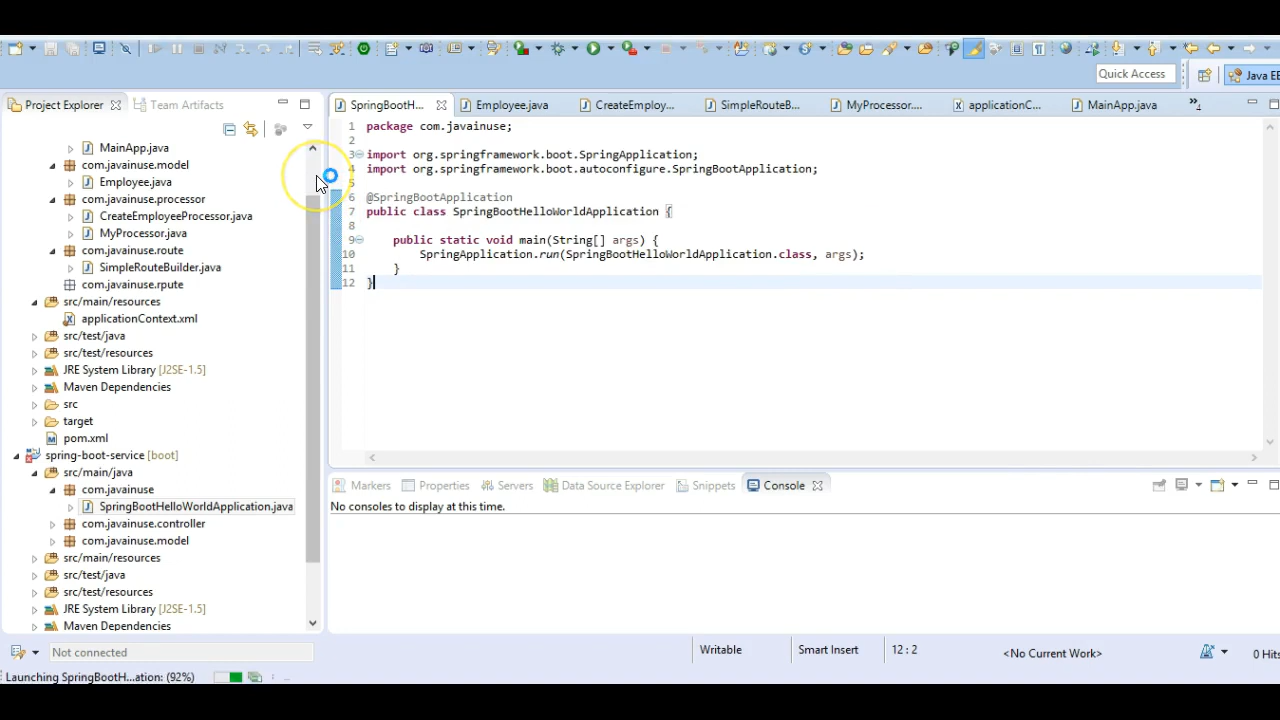 Quick Access
Java EE
Project Explorer
Team Artifacts
MainApp.java
com.javainuse.model
Employee.java
com.javainuse.processor
CreateEmployeeProcessor.java
MyProcessor.java
com.javainuse.route
SimpleRouteBuilder.java
com.javainuse.rpute
src/main/resources
applicationContext.xml
src/test/java
src/test/resources
JRE System Library [J2SE-1.5]
Maven Dependencies
src
target
pom.xml
spring-boot-service [boot]
src/main/java
com.javainuse
SpringBootHelloWorldApplication.java
com.javainuse.controller
com.javainuse.model
src/main/resources
src/test/java
src/test/resources
JRE System Library [J2SE-1.5]
Maven Dependencies
SpringBootH...
Employee.java
CreateEmploy...
SimpleRouteB...
MyProcessor....
applicationC...
MainApp.java
»4
1 package com.javainuse;
2
3 import org.springframework.boot.SpringApplication;
4 import org.springframework.boot.autoconfigure.SpringBootApplication;
5
6 @SpringBootApplication
7 public class SpringBootHelloWorldApplication {
8
9 public static void main(String[] args) {
10 SpringApplication.run(SpringBootHelloWorldApplication.class, args);
11 }
12 }
Markers
Properties
Servers
Data Source Explorer
Snippets
Console
No consoles to display at this time.
Not connected
Writable
Smart Insert
12 : 2
<No Current Work>
0 Hits
Launching SpringBootH...ation: (92%)